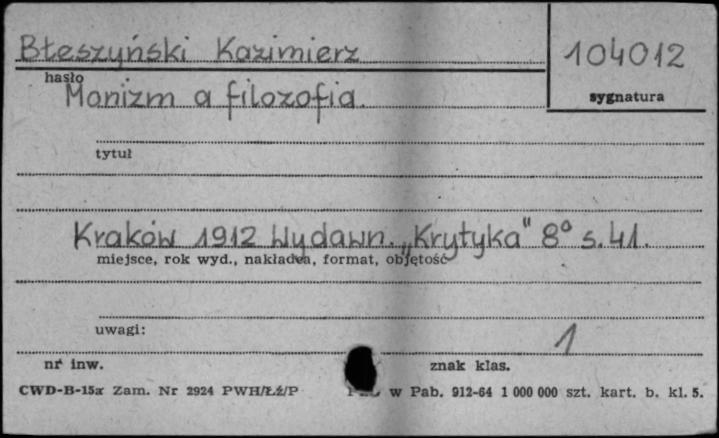 Błeszyński Kazimierz
104012
hasło
sygnatura
Monizm a filozofia.
tytuł
Kraków 1912 Wydawn. „Krytyka" 8° s. 41.
miejsce, rok wyd., nakładca, format, objętość
uwagi:
1
nr inw.
znak klas.
CWD-B-15a Zam. Nr 2924 PWH/Łź/P
w Pab. 912-64 1 000 000 szt. kart. b. kl. 5.